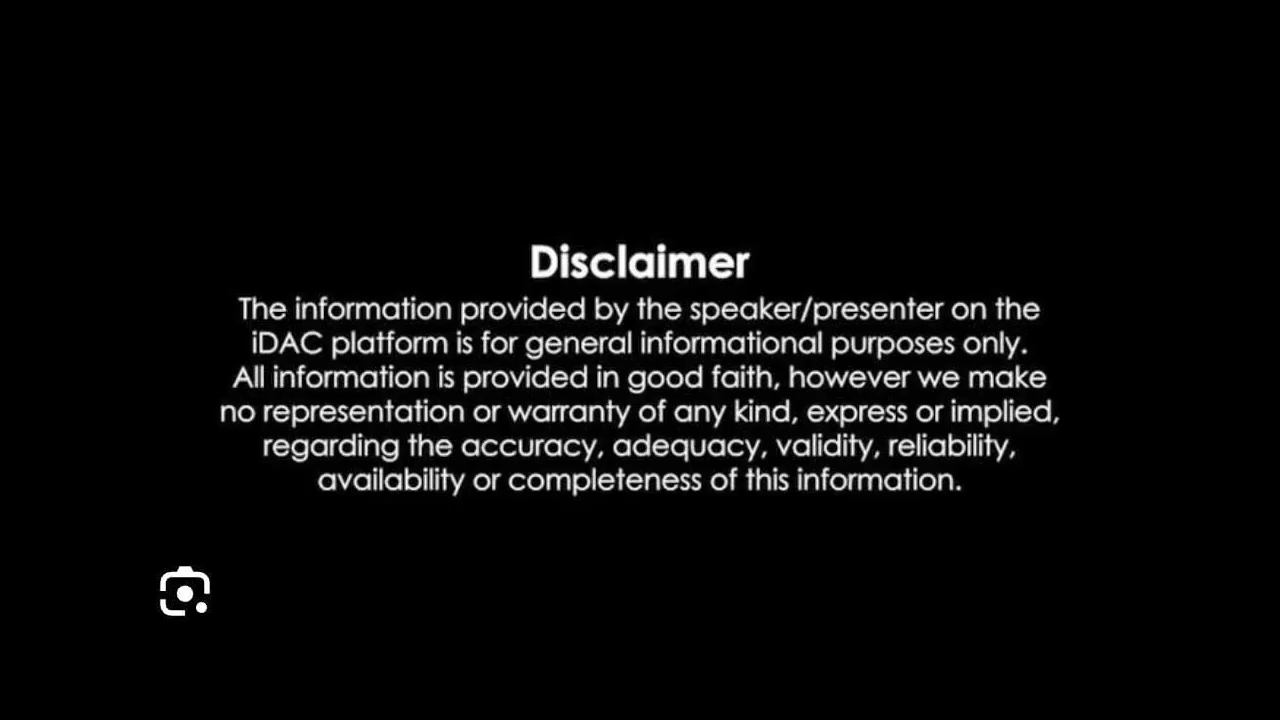 Disclaimer
The information provided by the speaker/presenter on the
iDAC platform is for general informational purposes only.
All information is provided in good faith, however we make
no representation or warranty of any kind, express or implied,
regarding the accuracy, adequacy, validity, reliability,
availability or completeness of this information.